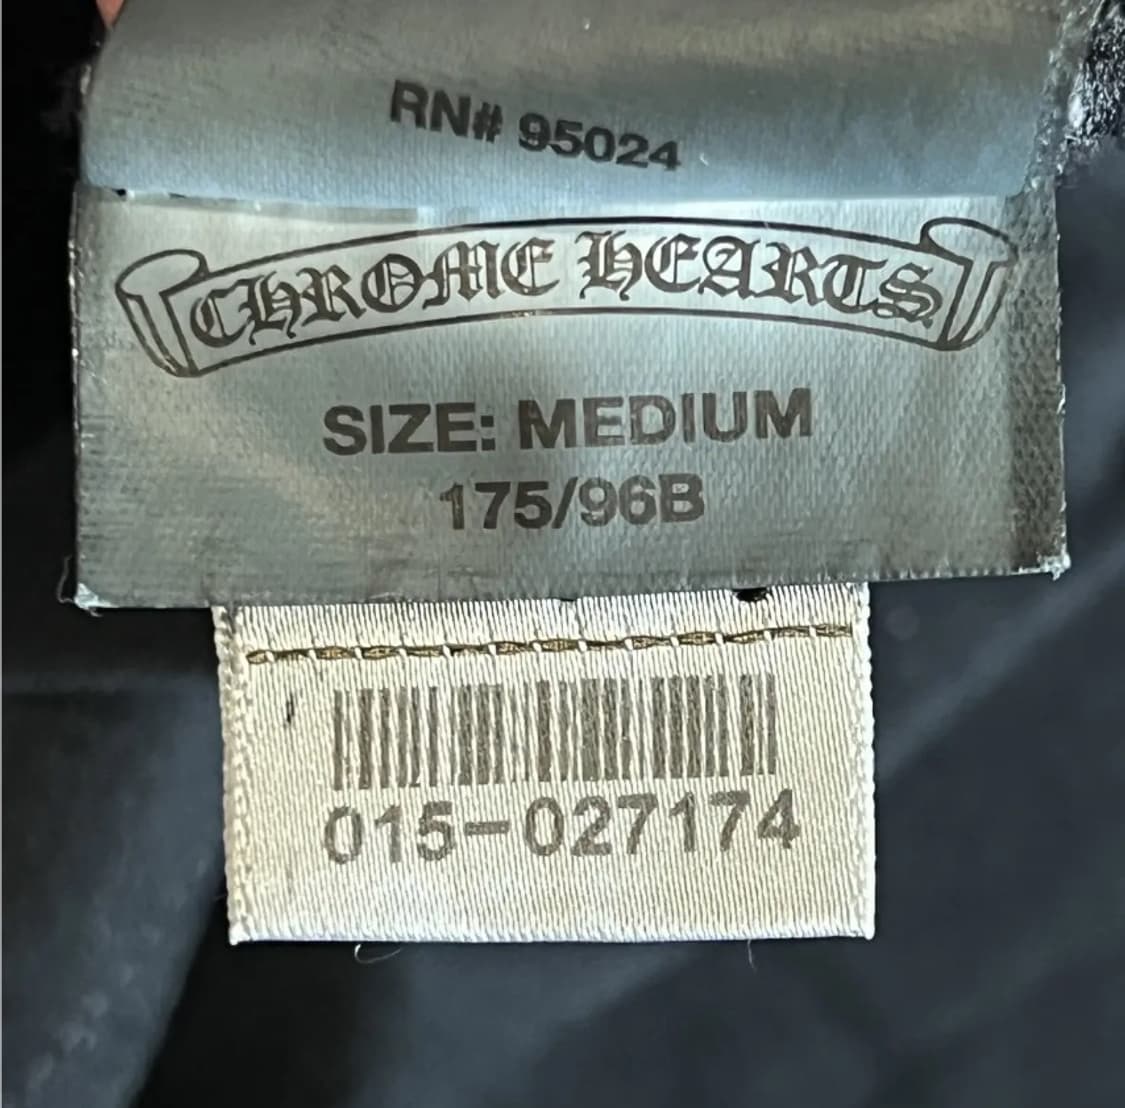 RN# 95024
CHROME HEARTS
SIZE: MEDIUM
175/96B
015-027174